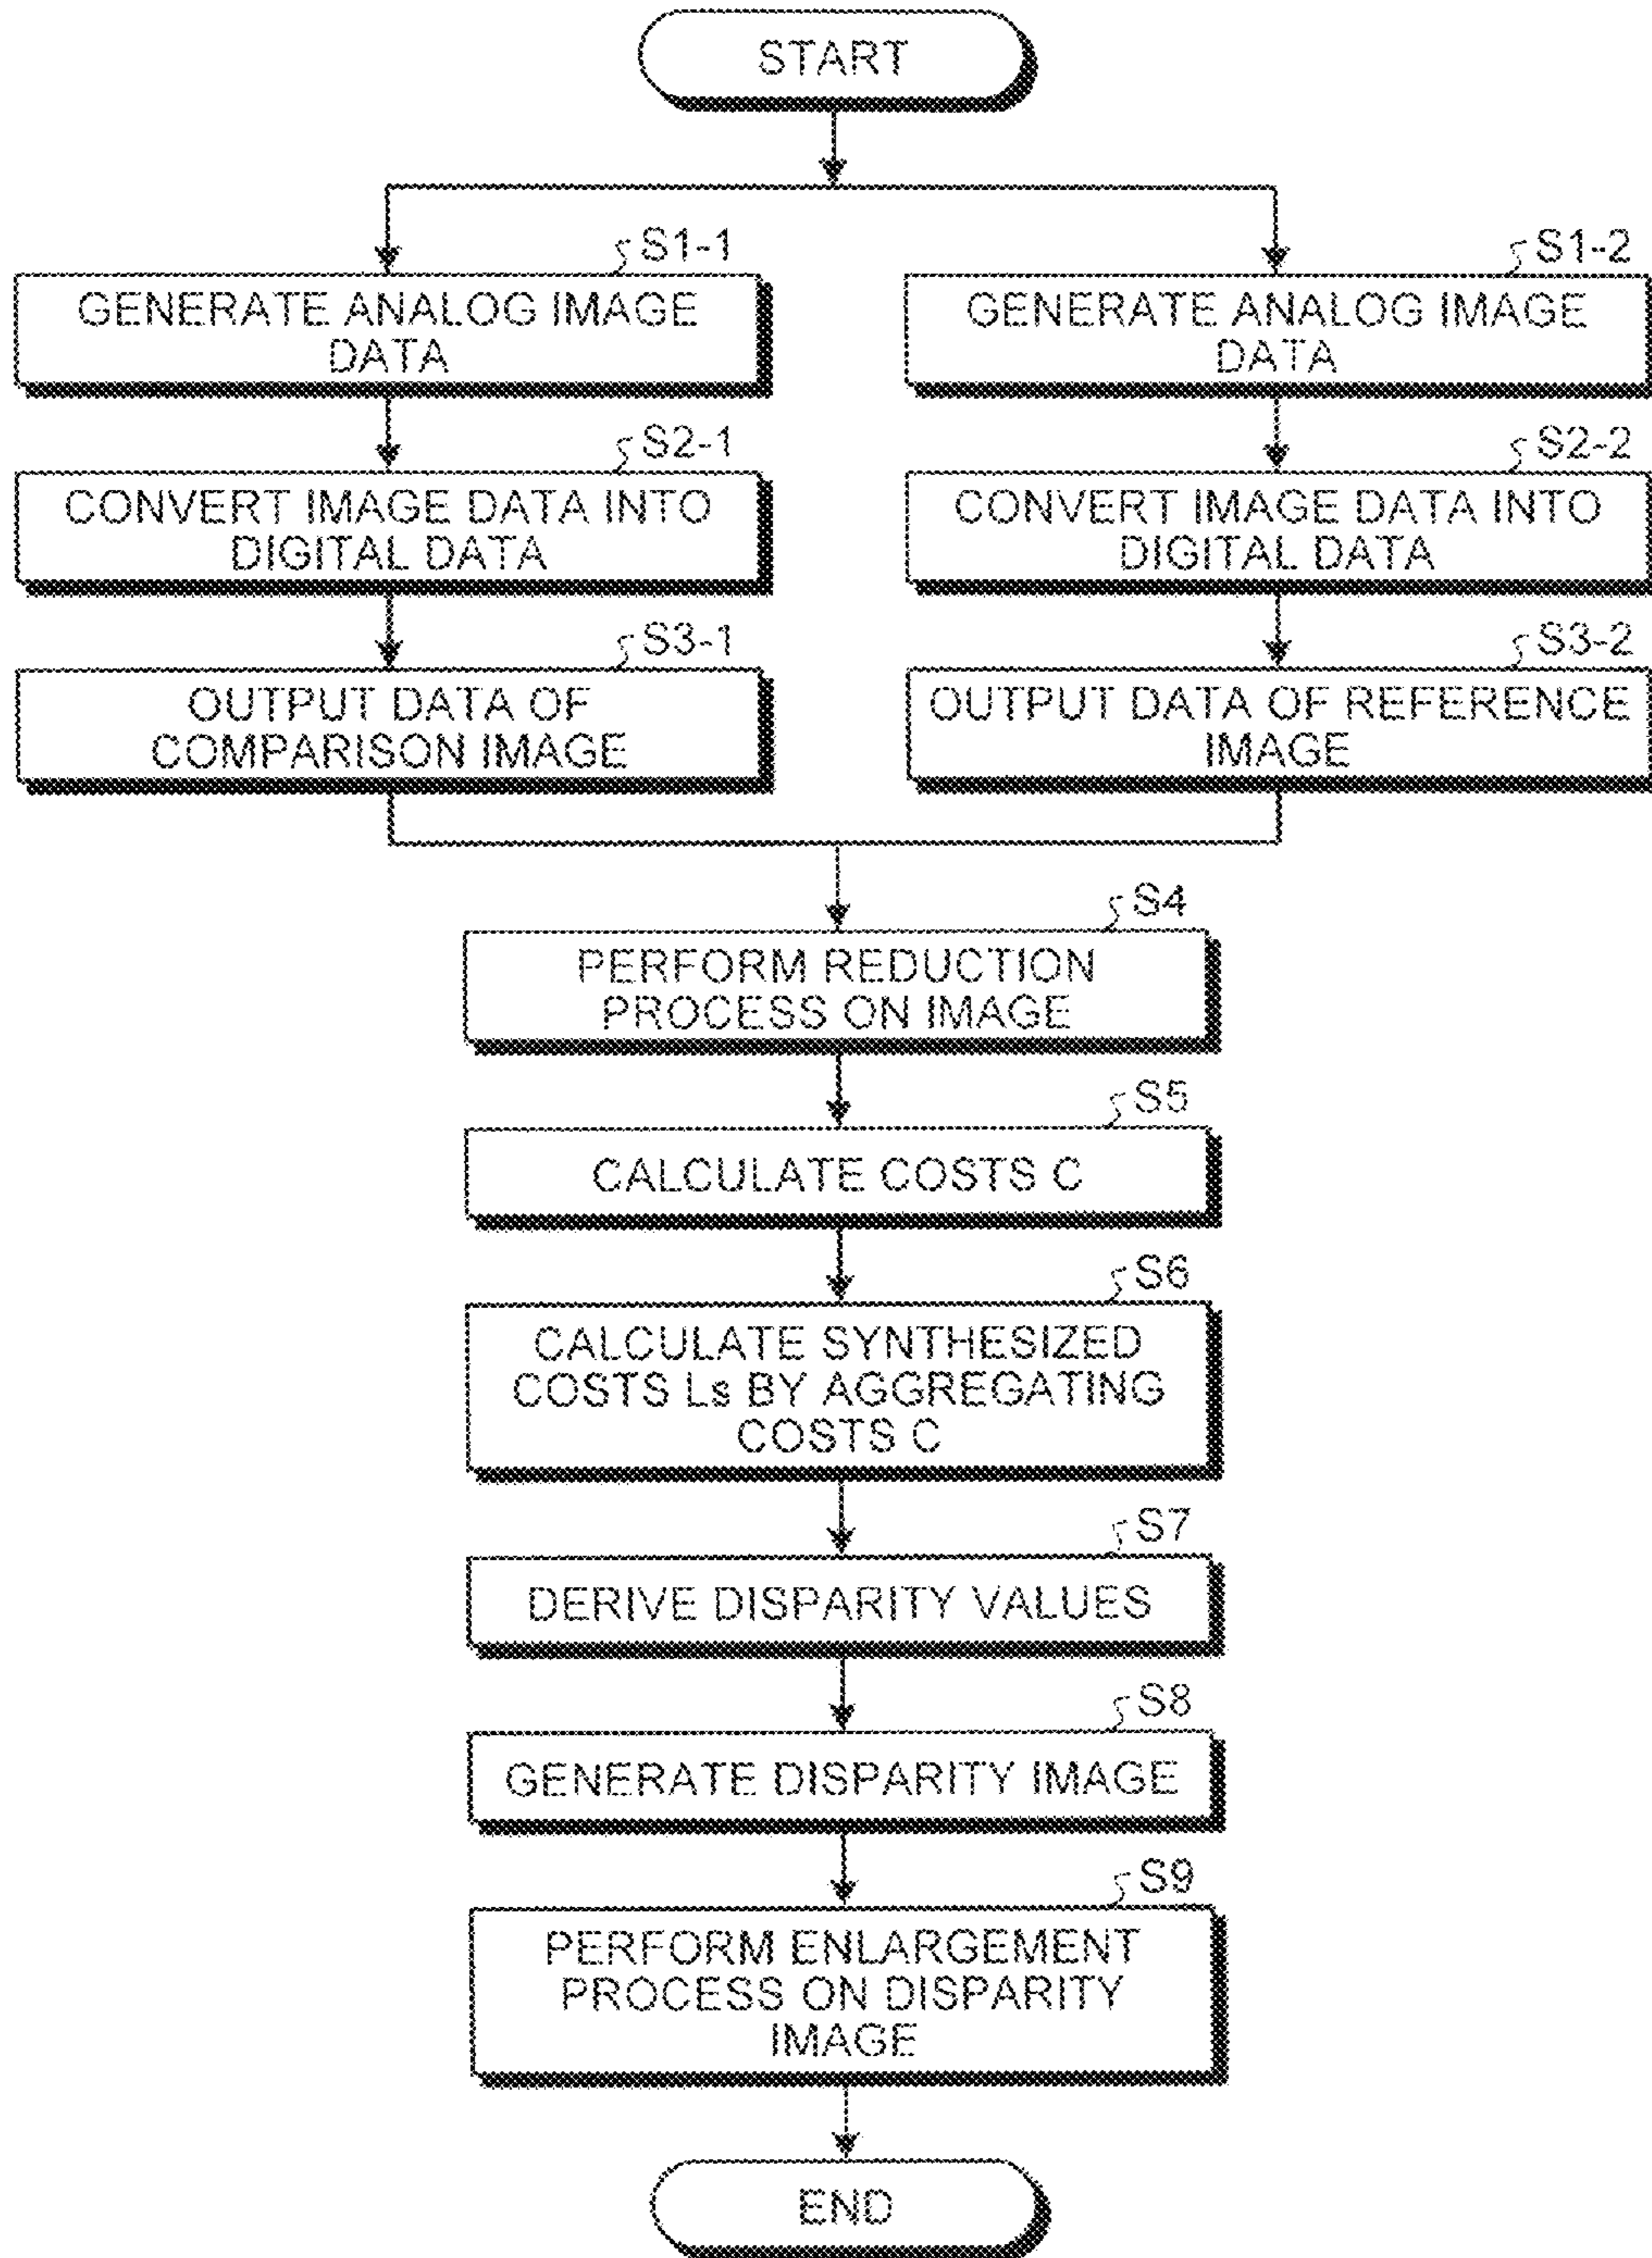 START
S1-1
GENERATE ANALOG IMAGE
DATA
S1-2
GENERATE ANALOG IMAGE
DATA
S2-1
CONVERT IMAGE DATA INTO
DIGITAL DATA
S2-2
CONVERT IMAGE DATA INTO
DIGITAL DATA
S3-1
OUTPUT DATA OF
COMPARISON IMAGE
S3-2
OUTPUT DATA OF REFERENCE
IMAGE
S4
PERFORM REDUCTION
PROCESS ON IMAGE
S5
CALCULATE COSTS C
S6
CALCULATE SYNTHESIZED
COSTS Ls BY AGGREGATING
COSTS C
S7
DERIVE DISPARITY VALUES
S8
GENERATE DISPARITY IMAGE
S9
PERFORM ENLARGEMENT
PROCESS ON DISPARITY
IMAGE
END